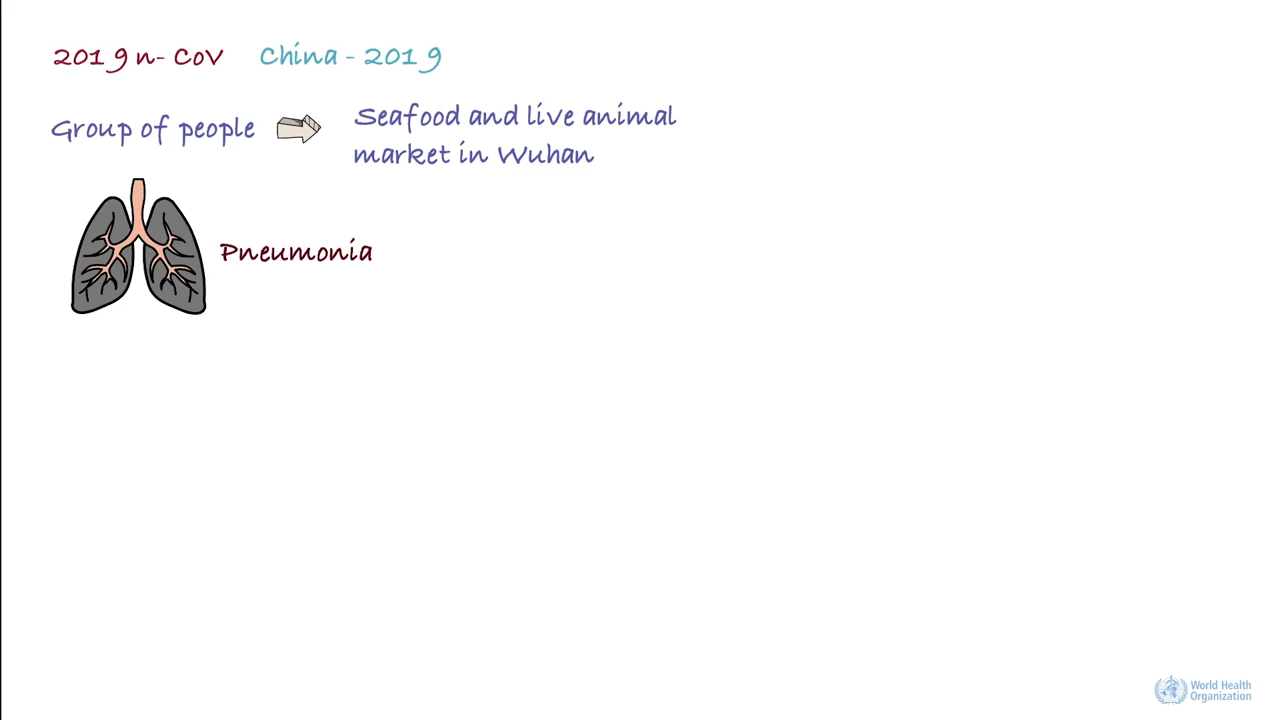 2019 n- CoV China - 2019
Group of people
Seafood and live animal
market in Wuhan
Pneumonia
World Health
Organization